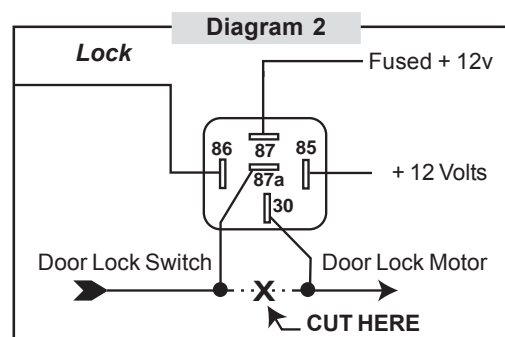 Diagram 2
Lock
Fused + 12v
86
87
85
87a
+ 12 Volts
30
Door Lock Switch
Door Lock Motor
X
CUT HERE